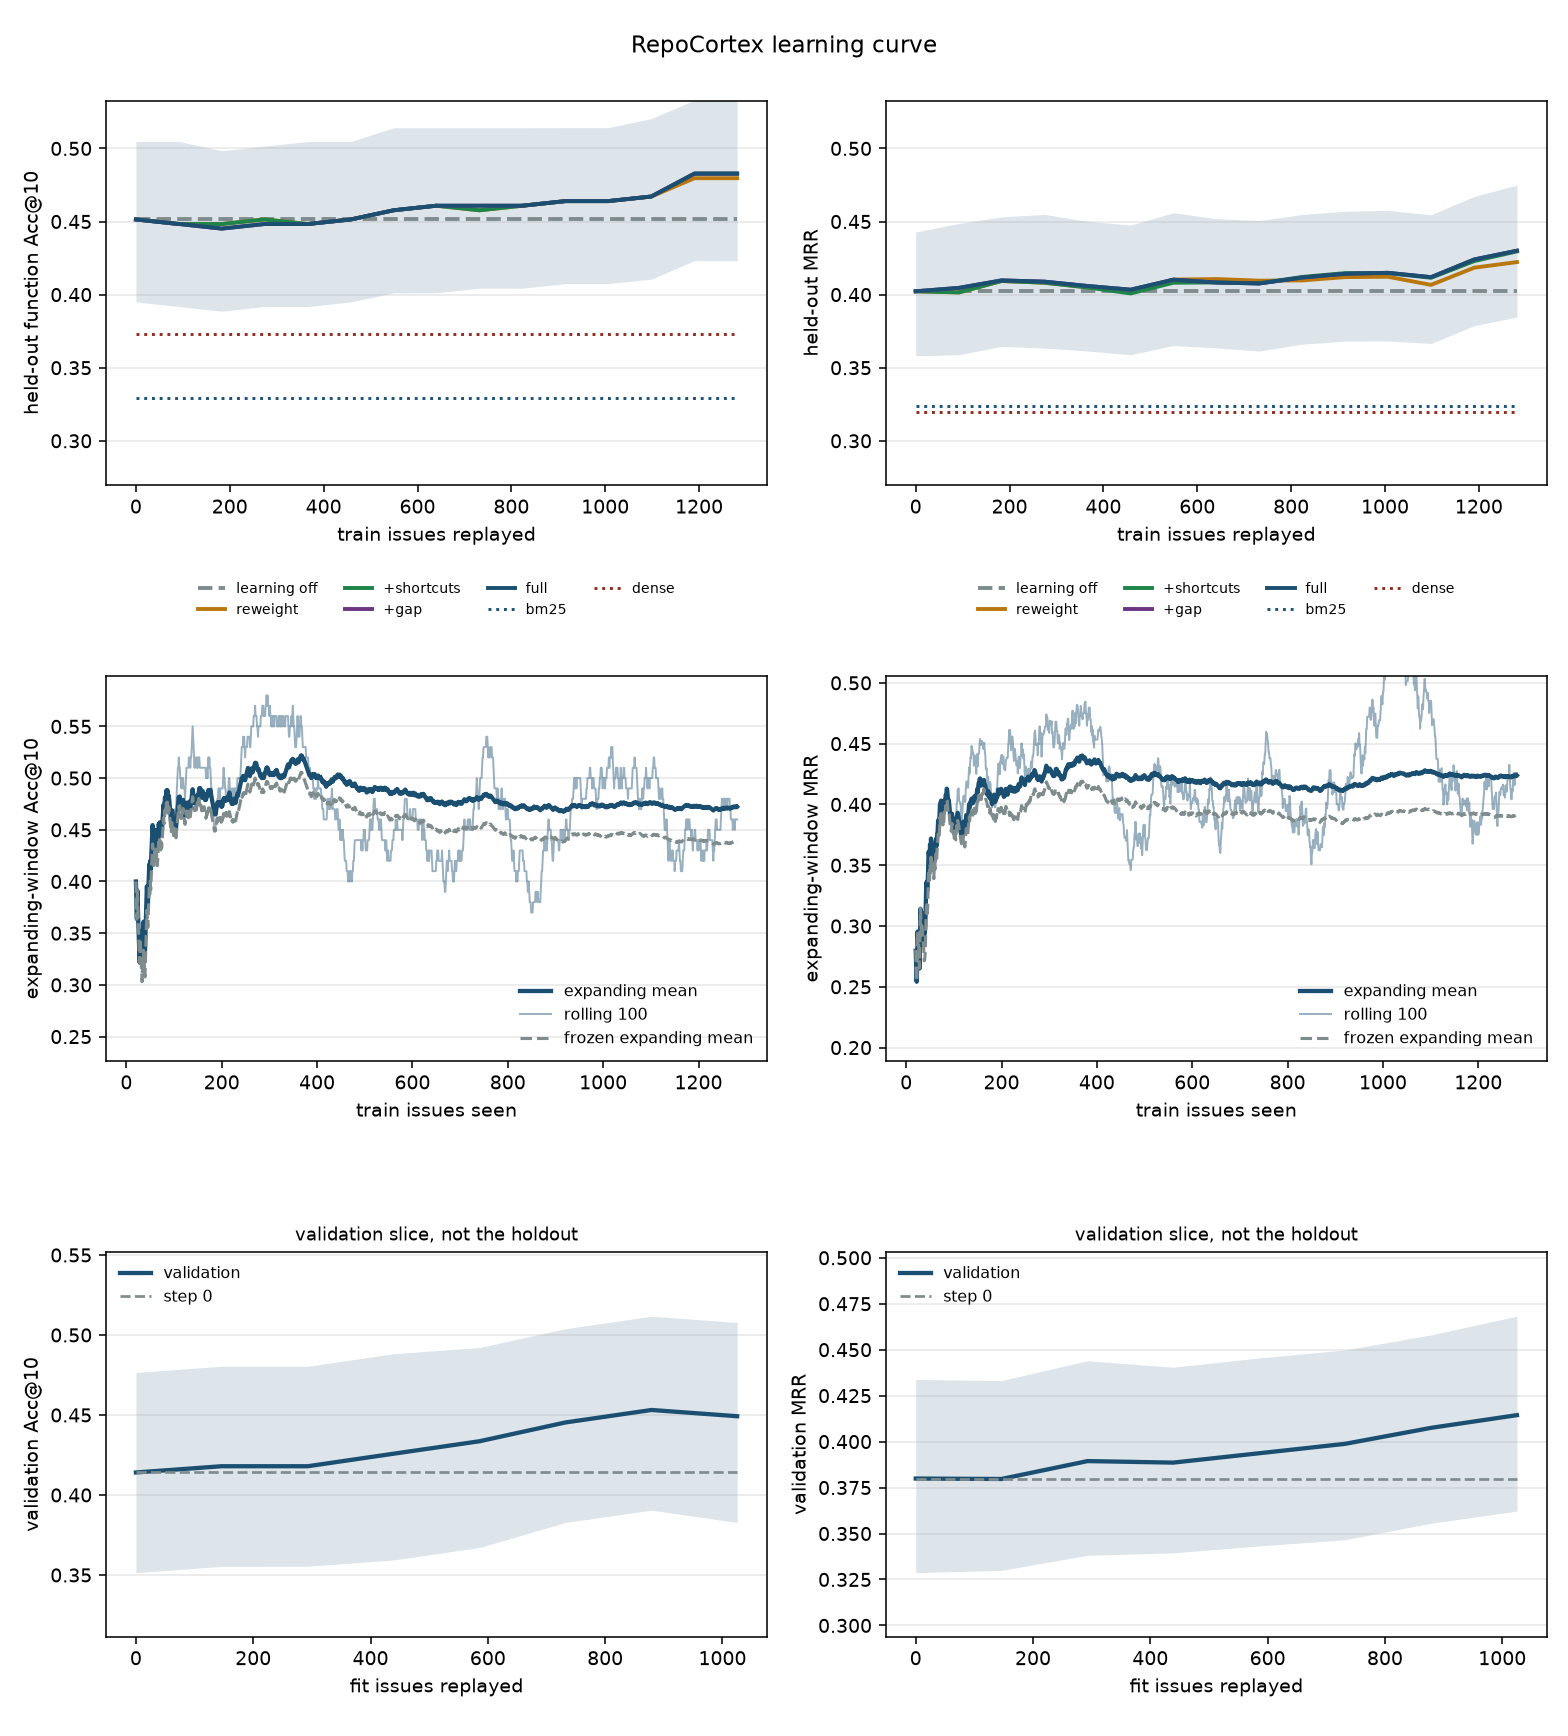 RepoCortex learning curve
held-out function Acc@10
0.50
0.45
0.40
0.35
0.30
0 200 400 600 800 1000 1200
train issues replayed
held-out MRR
0.50
0.45
0.40
0.35
0.30
0 200 400 600 800 1000 1200
train issues replayed
learning off +shortcuts full dense
reweight +gap bm25
learning off +shortcuts full dense
reweight +gap bm25
expanding-window Acc@10
0.55
0.50
0.45
0.40
0.35
0.30
0.25
expanding mean
rolling 100
frozen expanding mean
0 200 400 600 800 1000 1200
train issues seen
expanding-window MRR
0.50
0.45
0.40
0.35
0.30
0.25
0.20
expanding mean
rolling 100
frozen expanding mean
0 200 400 600 800 1000 1200
train issues seen
validation slice, not the holdout
validation Acc@10
0.55
0.50
0.45
0.40
0.35
validation
step 0
0 200 400 600 800 1000
fit issues replayed
validation slice, not the holdout
validation MRR
0.500
0.475
0.450
0.425
0.400
0.375
0.350
0.325
0.300
validation
step 0
0 200 400 600 800 1000
fit issues replayed